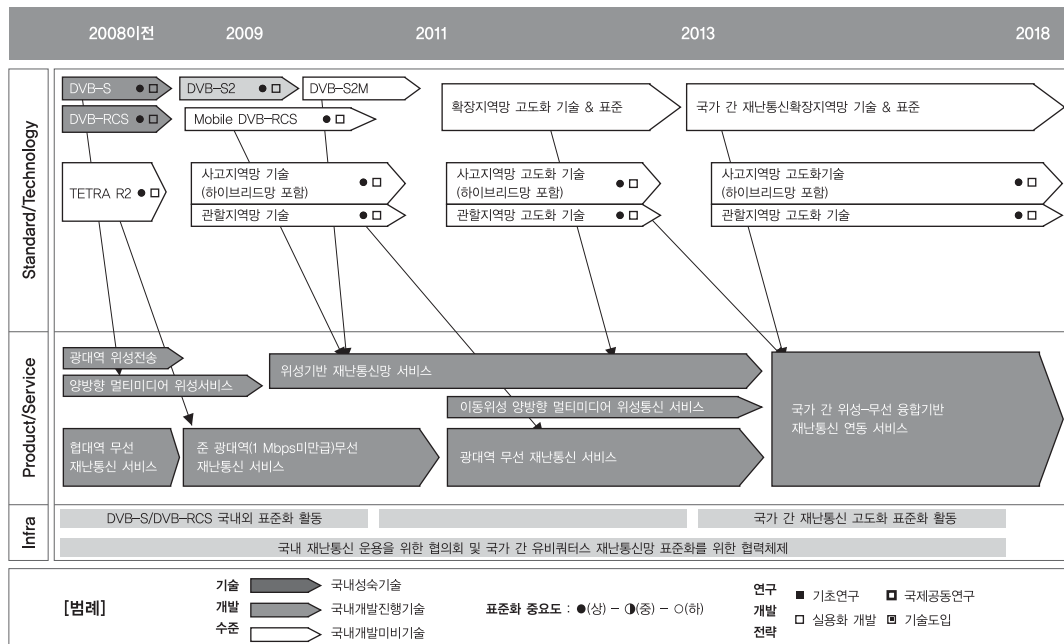 2008이전
2009
2011
2013
2018
Standard/Technology
DVB-S ●□
DVB-S2 ●□
DVB-S2M
DVB-RCS ●□
Mobile DVB-RCS ●□
확장지역망 고도화 기술 & 표준
국가 간 재난통신확장지역망 기술 & 표준
TETRA R2 ●□
사고지역망 기술
(하이브리드망 포함) ●□
관할지역망 기술 ●□
사고지역망 고도화 기술
(하이브리드망 포함) ●□
관할지역망 고도화 기술 ●□
사고지역망 고도화기술
(하이브리드망 포함) ●□
관할지역망 고도화 기술 ●□
Product/Service
광대역 위성전송
양방향 멀티미디어 위성서비스
위성기반 재난통신망 서비스
이동위성 양방향 멀티미디어 위성통신 서비스
국가 간 위성-무선 융합기반
재난통신 연동 서비스
협대역 무선
재난통신 서비스
준 광대역(1 Mbps미만급)무선
재난통신 서비스
광대역 무선 재난통신 서비스
Infra
DVB-S/DVB-RCS 국내외 표준화 활동
국가 간 재난통신 고도화 표준화 활동
국내 재난통신 운용을 위한 협의회 및 국가 간 유비쿼터스 재난통신망 표준화를 위한 협력체제
[범례]
기술
개발
수준
국내성숙기술
국내개발진행기술
국내개발미비기술
표준화 중요도 : ●(상) - ◑(중) - ○(하)
연구
개발
전략
■ 기초연구
□ 국제공동연구
□ 실용화 개발
▣ 기술도입